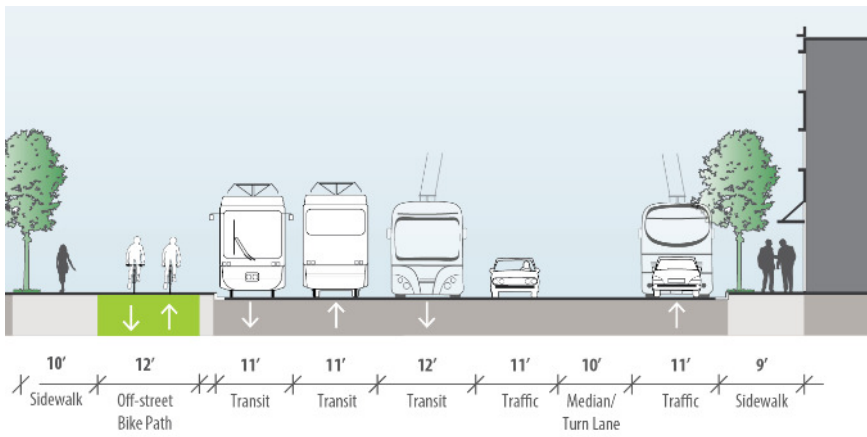 10′ 12′ 11′ 11′ 12′ 11′ 10′ 11′ 9′
Sidewalk Off-street Transit Transit Transit Traffic Median/ Traffic Sidewalk
Bike Path Turn Lane